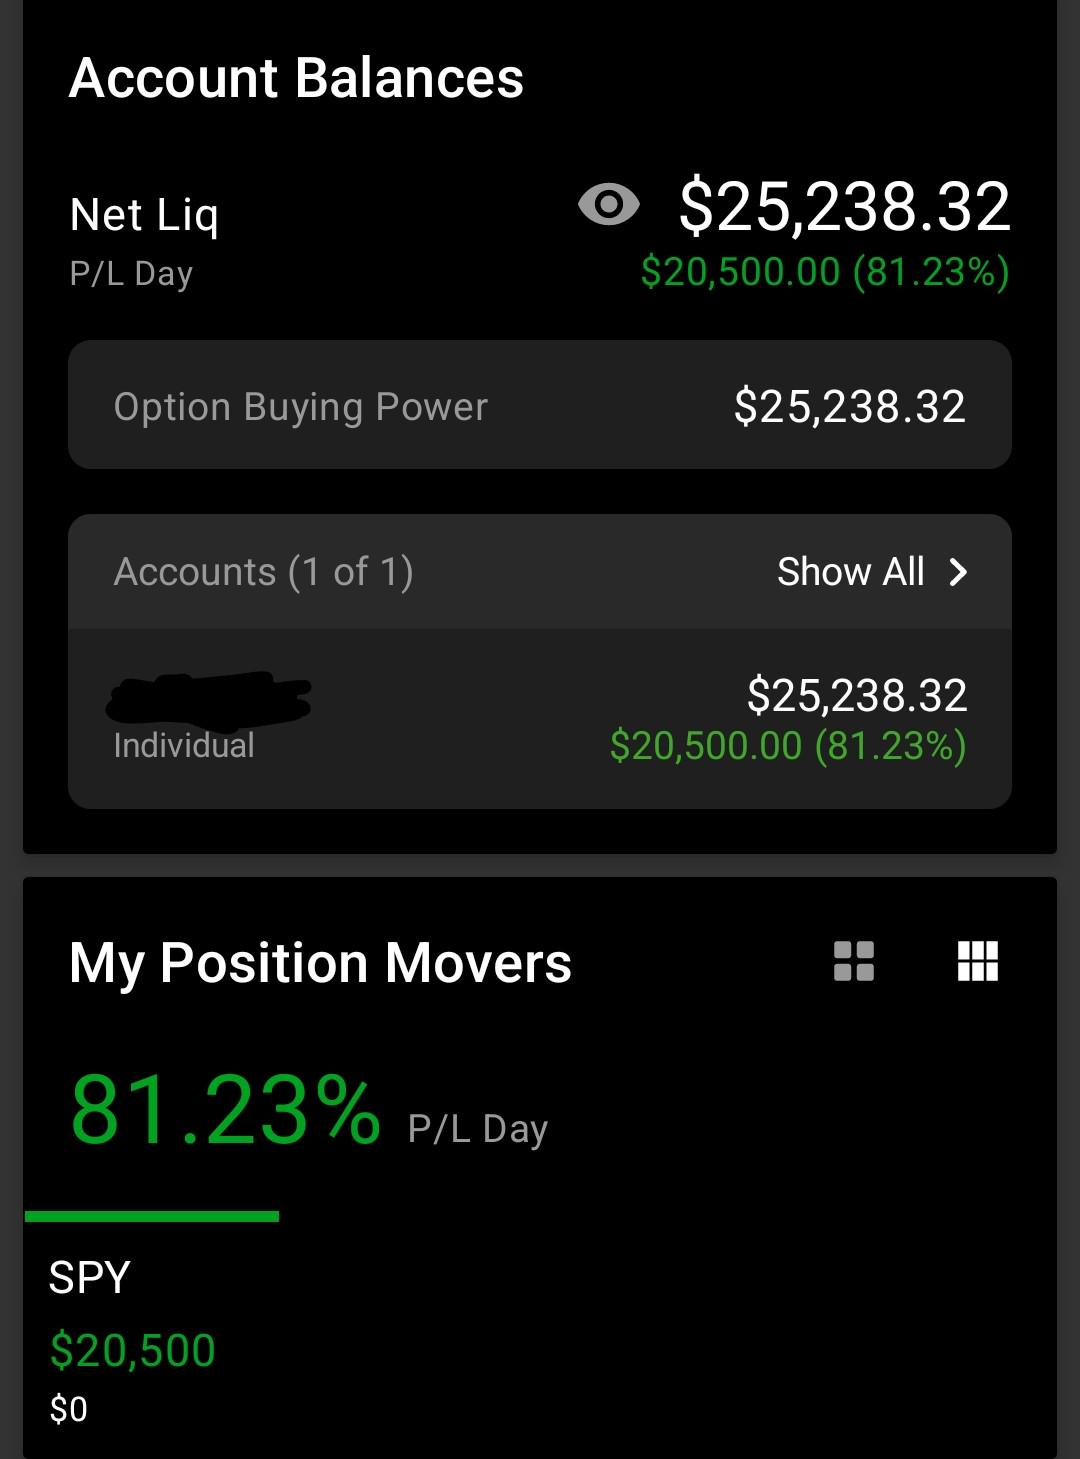 Account Balances
Net Liq $25,238.32
P/L Day $20,500.00 (81.23%)
Option Buying Power $25,238.32
Accounts (1 of 1) Show All
$25,238.32
Individual $20,500.00 (81.23%)
My Position Movers
81.23% P/L Day
SPY
$20,500
$0